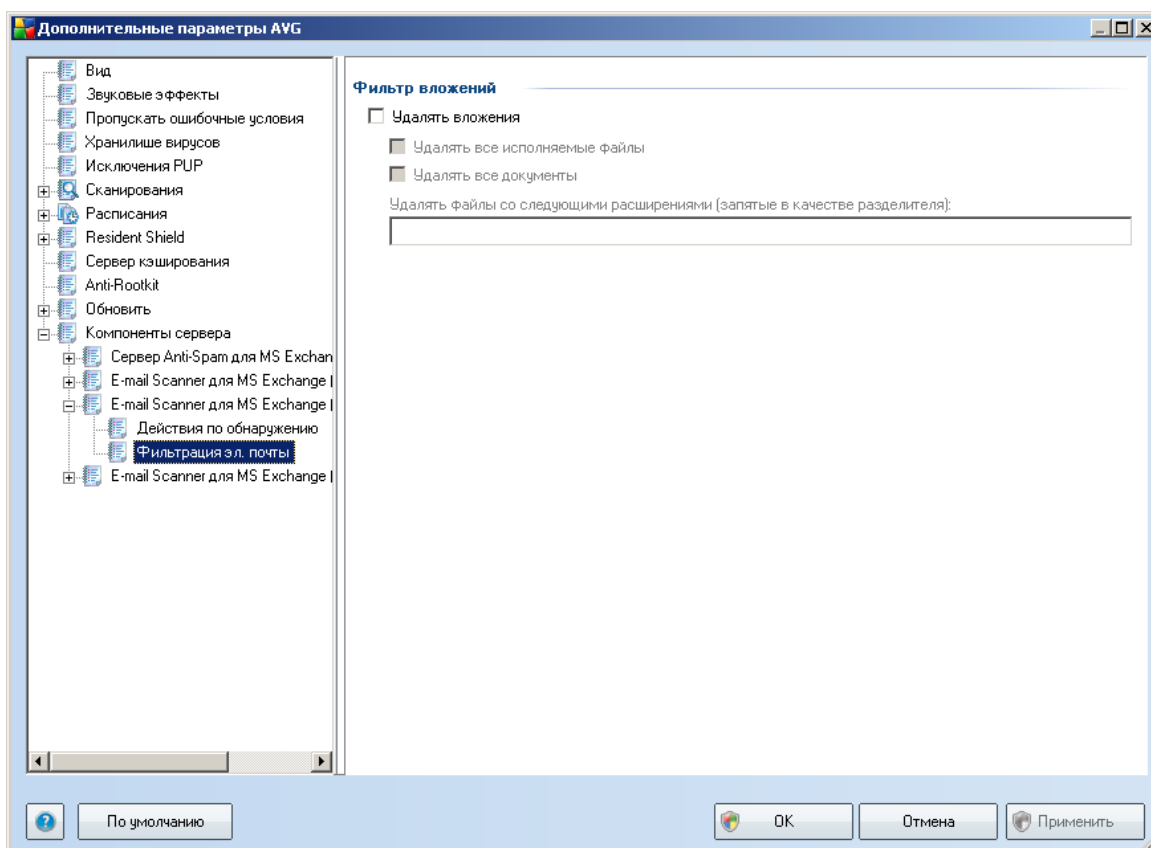 Дополнительные параметры AVG
Вид
Звуковые эффекты
Пропускать ошибочные условия
Хранилише вирусов
Исключения PUP
Сканирования
Расписания
Resident Shield
Сервер кэширования
Anti-Rootkit
Обновить
Компоненты сервера
Сервер Anti-Spam для MS Exchan
E-mail Scanner для MS Exchange (
E-mail Scanner для MS Exchange (
Действия по обнаружению
Фильтрация эл. почты
E-mail Scanner для MS Exchange (
Фильтр вложений
Удалять вложения
Удалять все исполняемые файлы
Удалять все документы
Удалять файлы со следующими расширениями (запятые в качестве разделителя):
По умолчанию
OK
Отмена
Применить